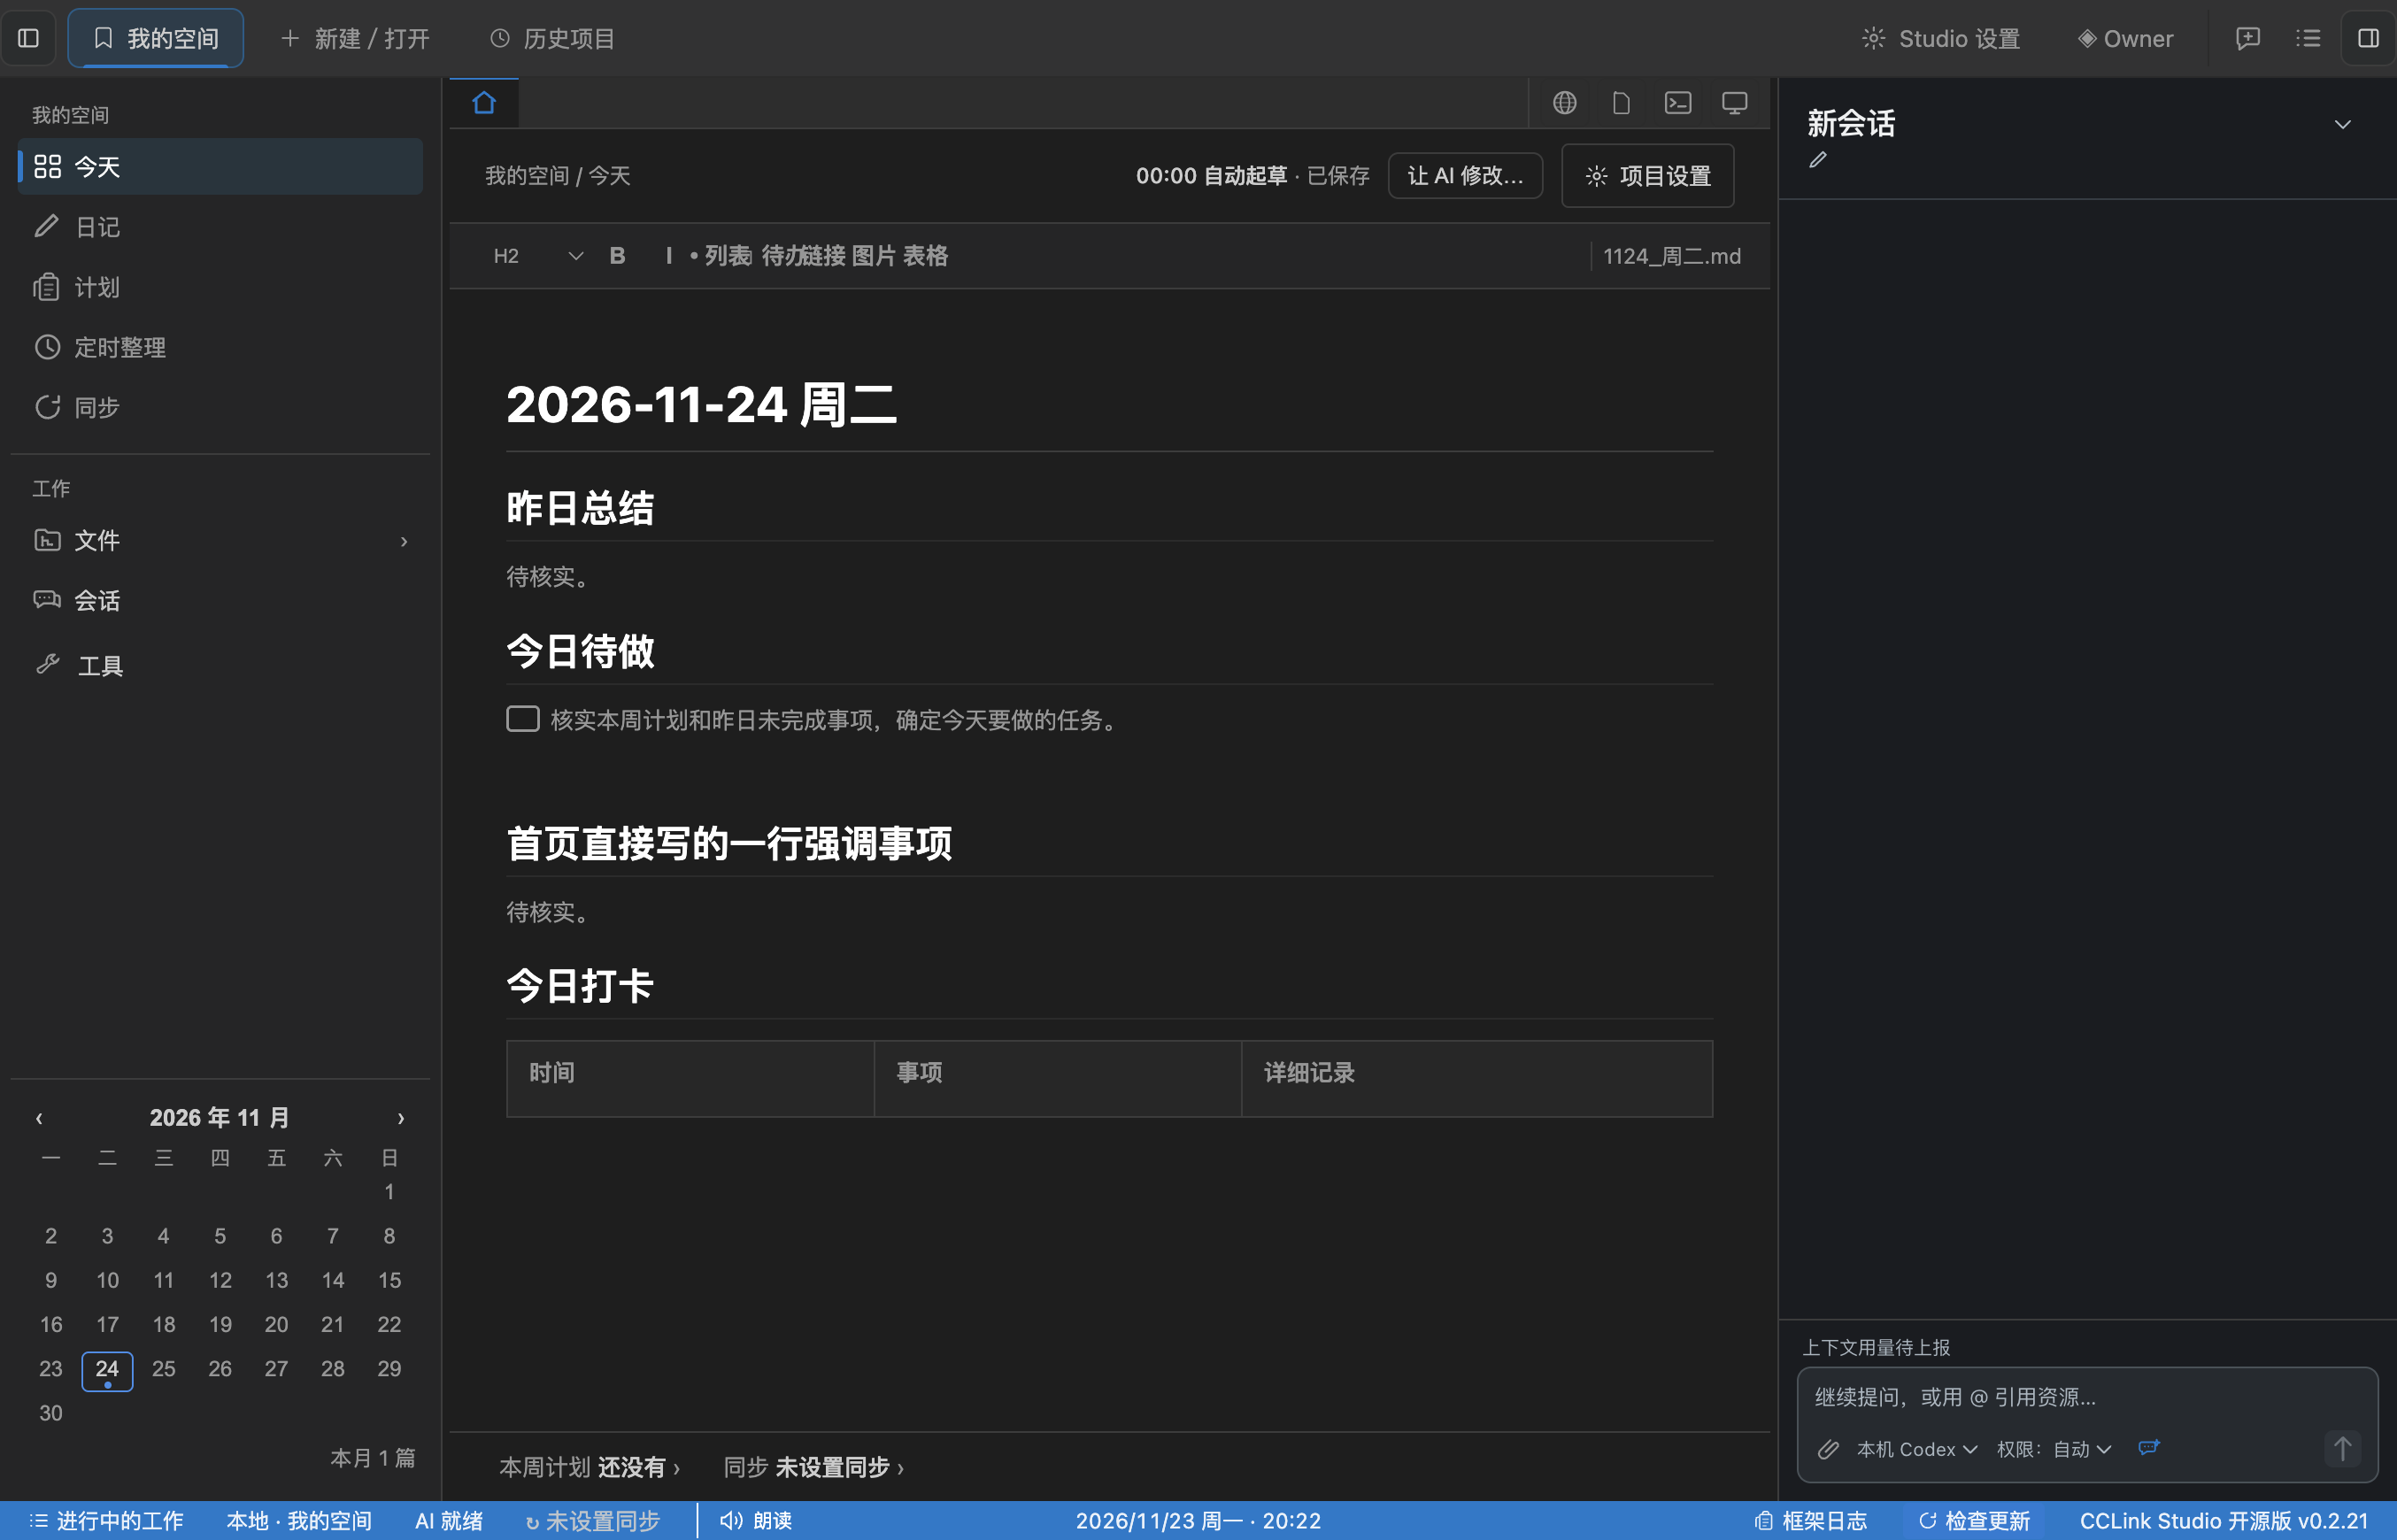 我的空间
新建 / 打开
历史项目
Studio 设置
Owner
我的空间
今天
日记
计划
定时整理
同步
工作
文件
会话
工具
‹ 2026 年 11 月 ›
一 二 三 四 五 六 日
1
2 3 4 5 6 7 8
9 10 11 12 13 14 15
16 17 18 19 20 21 22
23 24 25 26 27 28 29
30
本月 1 篇
我的空间 / 今天
00:00 自动起草 · 已保存
让 AI 修改...
项目设置
H2 B I • 列表 待办 链接 图片 表格
1124_周二.md
2026-11-24 周二
昨日总结
待核实。
今日待做
核实本周计划和昨日未完成事项，确定今天要做的任务。
首页直接写的一行强调事项
待核实。
今日打卡
时间 事项 详细记录
本周计划 还没有 › 同步 未设置同步 ›
新会话
上下文用量待上报
继续提问，或用 @ 引用资源...
本机 Codex 权限：自动
进行中的工作 本地 · 我的空间 AI 就绪 ↻ 未设置同步 朗读 2026/11/23 周一 · 20:22 框架日志 检查更新 CCLink Studio 开源版 v0.2.21